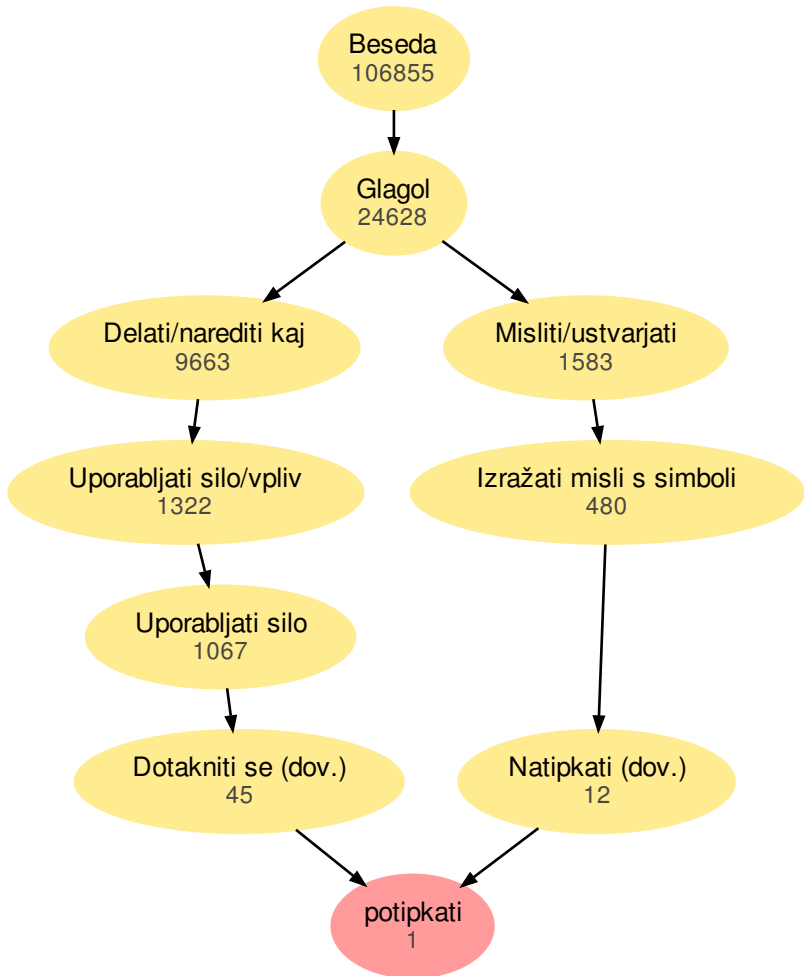 Beseda
106855
Glagol
24628
Delati/narediti kaj
9663
Misliti/ustvarjati
1583
Uporabljati silo/vpliv
1322
Izražati misli s simboli
480
Uporabljati silo
1067
Dotakniti se (dov.)
45
Natipkati (dov.)
12
potipkati
1